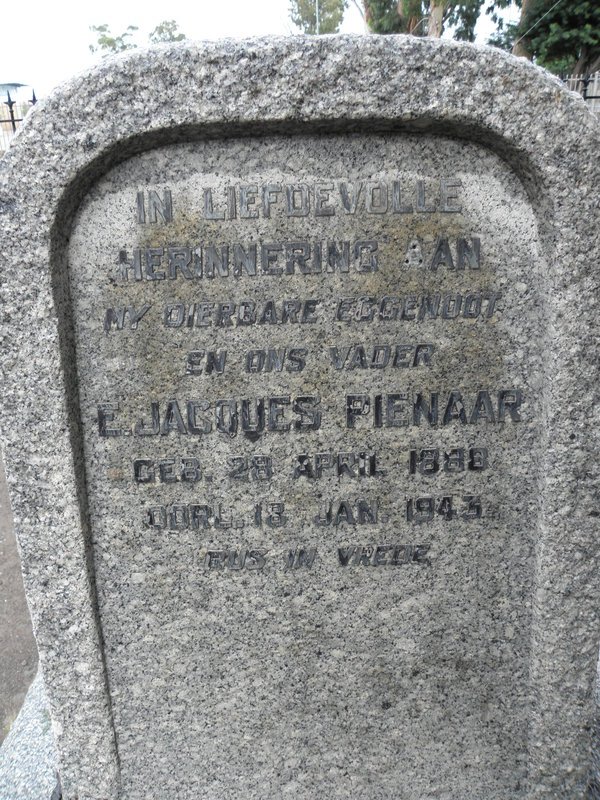 IN LIEFDEVOLLE
HERINNERING AAN
MY DIERBARE EGGENOOT
EN ONS VADER
E. JACQUES PIENAAR
GEB. 28 APRIL 1888
OORL. 18 JAN. 1943
RUS IN VREDE